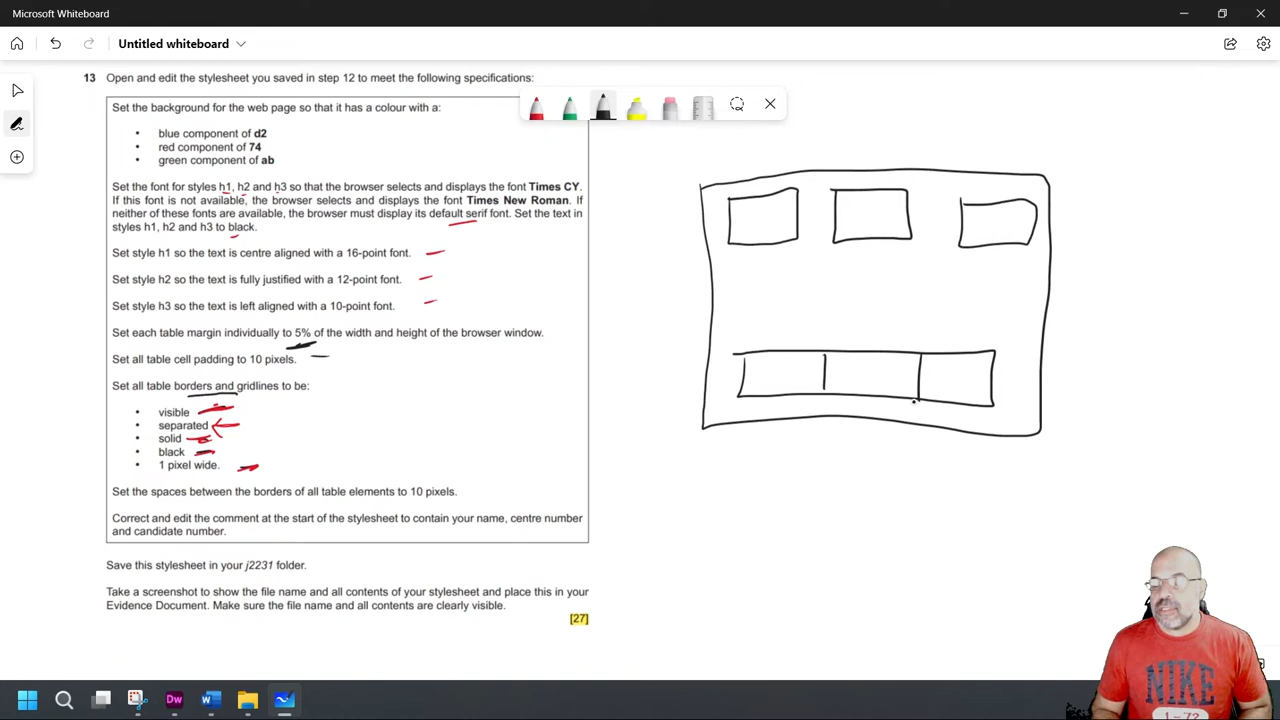 Microsoft Whiteboard
Untitled whiteboard
13 Open and edit the stylesheet you saved in step 12 to meet the following specifications:
Set the background for the web page so that it has a colour with a:
• blue component of d2
• red component of 74
• green component of ab
Set the font for styles h1, h2 and h3 so that the browser selects and displays the font Times CY.
If this font is not available, the browser selects and displays the font Times New Roman. If
neither of these fonts are available, the browser must display its default serif font. Set the text in
styles h1, h2 and h3 to black.
Set style h1 so the text is centre aligned with a 16-point font.
Set style h2 so the text is fully justified with a 12-point font.
Set style h3 so the text is left aligned with a 10-point font.
Set each table margin individually to 5% of the width and height of the browser window.
Set all table cell padding to 10 pixels.
Set all table borders and gridlines to be:
• visible
• separated
• solid
• black
• 1 pixel wide.
Set the spaces between the borders of all table elements to 10 pixels.
Correct and edit the comment at the start of the stylesheet to contain your name, centre number
and candidate number.
Save this stylesheet in your j2231 folder.
Take a screenshot to show the file name and all contents of your stylesheet and place this in your
Evidence Document. Make sure the file name and all contents are clearly visible.
[27]
Dw
W
NIKE